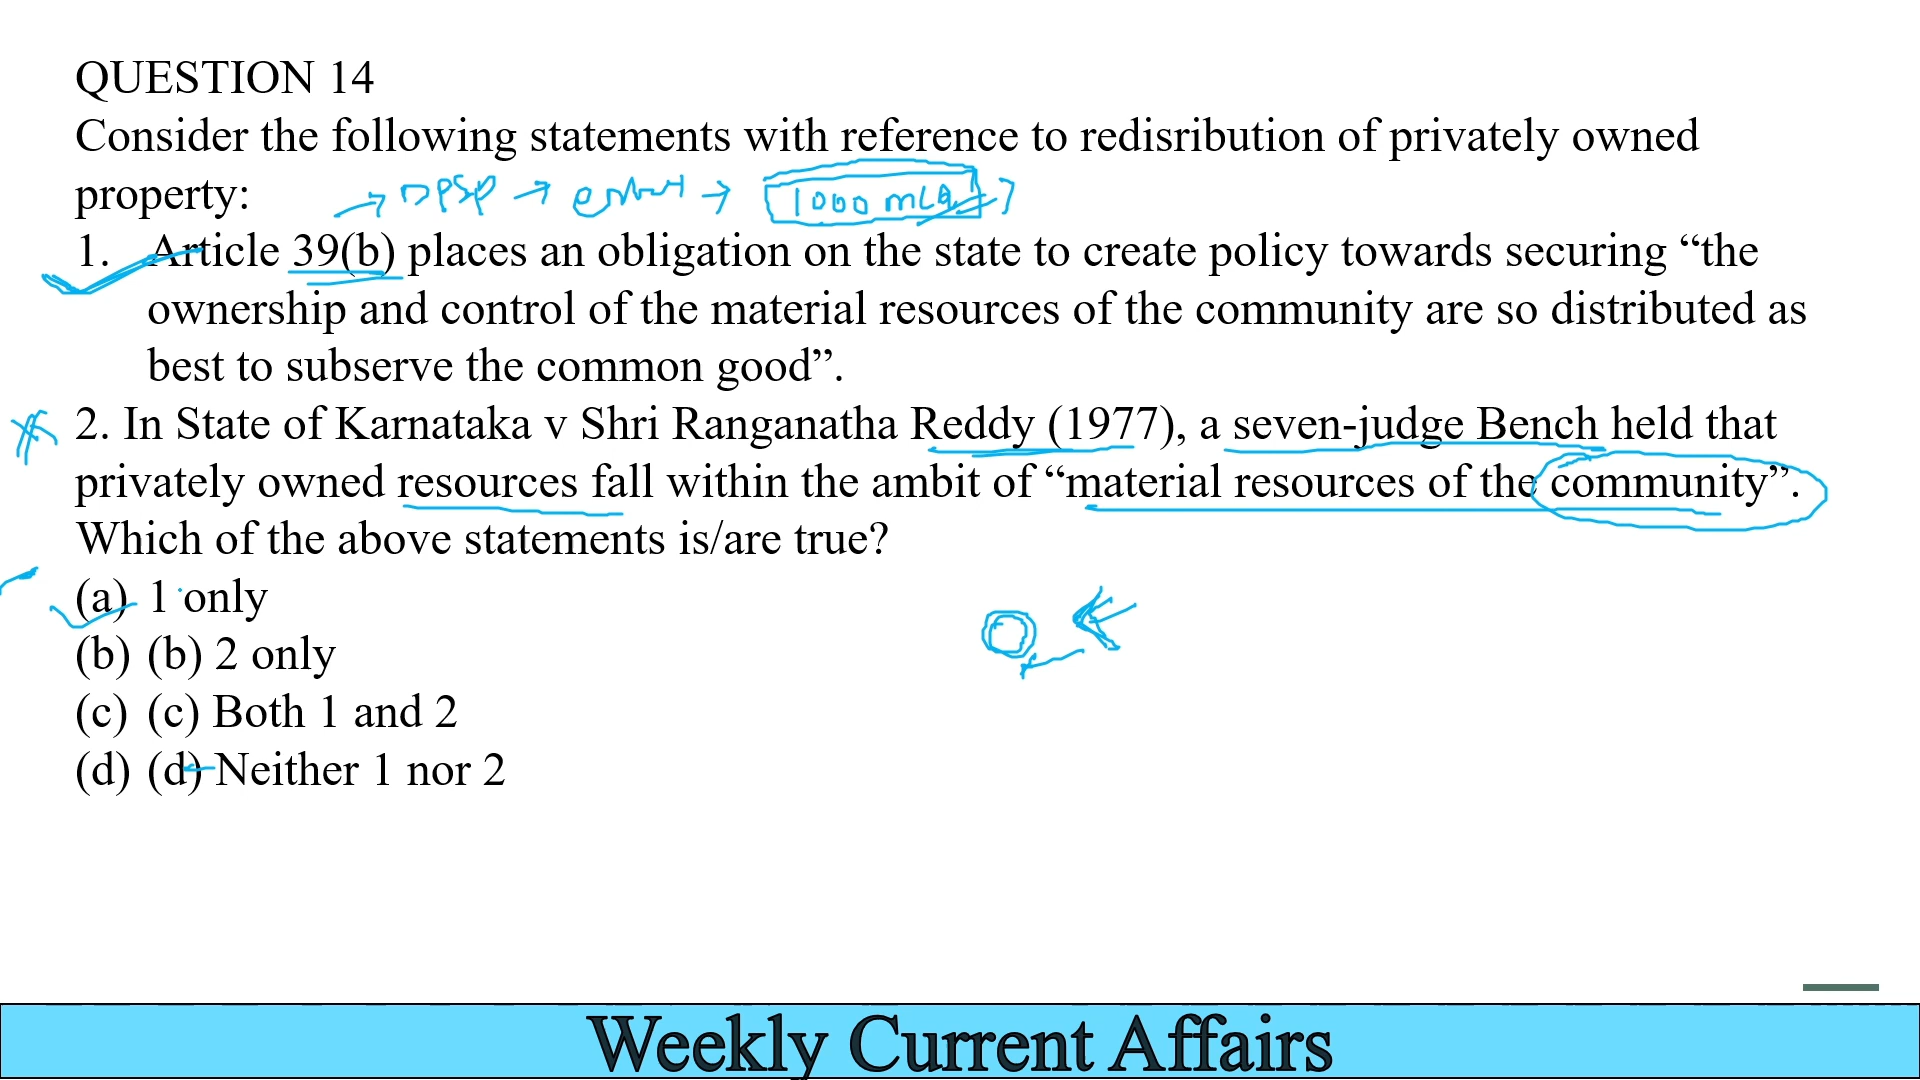 QUESTION 14
Consider the following statements with reference to redisribution of privately owned
property:
→ DPSP → → 1000 MLA ?
1. Article 39(b) places an obligation on the state to create policy towards securing “the
ownership and control of the material resources of the community are so distributed as
best to subserve the common good”.
2. In State of Karnataka v Shri Ranganatha Reddy (1977), a seven-judge Bench held that
privately owned resources fall within the ambit of “material resources of the community”.
Which of the above statements is/are true?
(a) 1 only
(b) (b) 2 only
(c) (c) Both 1 and 2
(d) (d) Neither 1 nor 2
Weekly Current Affairs